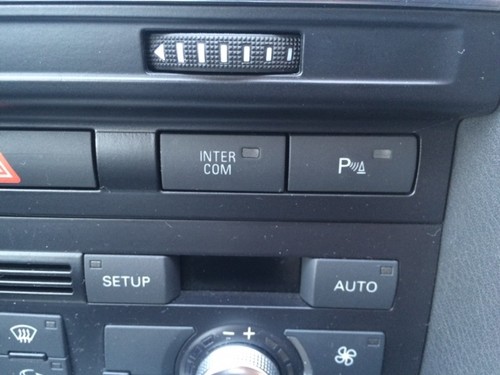 INTER
COM
P
SETUP
AUTO
- +